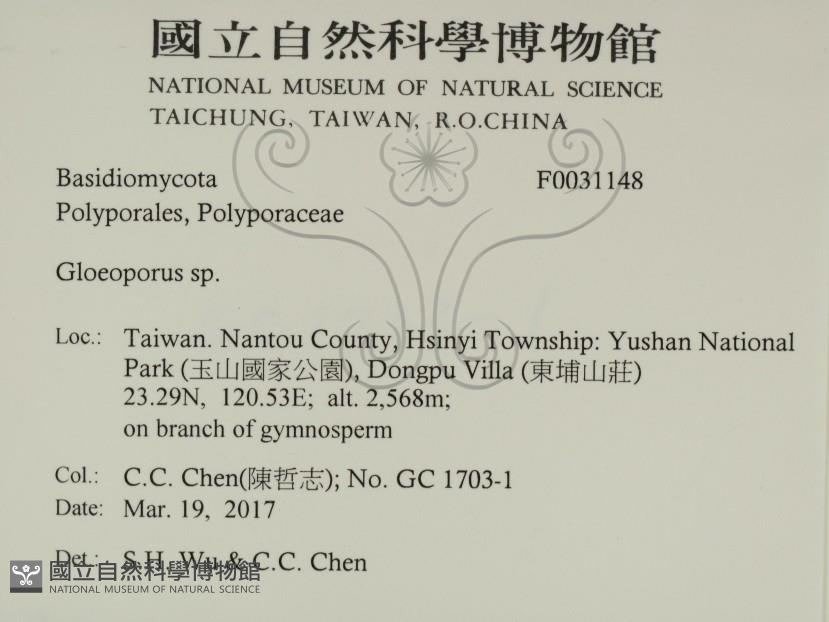 國立自然科學博物館
NATIONAL MUSEUM OF NATURAL SCIENCE
TAICHUNG, TAIWAN, R.O.CHINA
Basidiomycota F0031148
Polyporales, Polyporaceae
Gloeoporus sp.
Loc.: Taiwan. Nantou County, Hsinyi Township: Yushan National
Park (玉山國家公園), Dongpu Villa (東埔山莊)
23.29N, 120.53E; alt. 2,568m;
on branch of gymnosperm
Col.: C.C. Chen(陳哲志); No. GC 1703-1
Date: Mar. 19, 2017
Det.: S.H. Wu & C.C. Chen
國立自然科學博物館
NATIONAL MUSEUM OF NATURAL SCIENCE